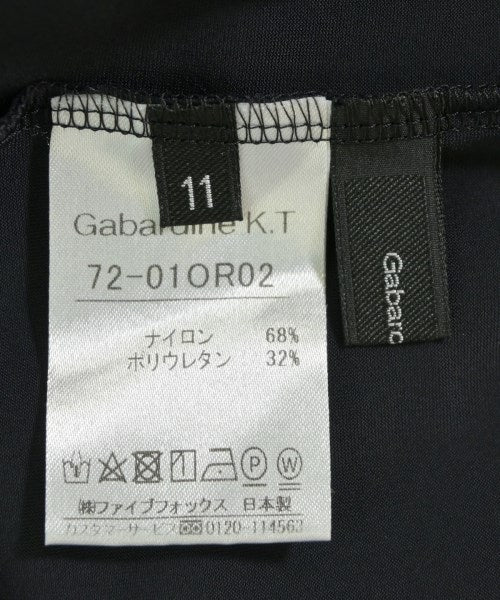 11
Gabardine K.T
72-01OR02
ナイロン 68%
ポリウレタン 32%
P W
㈱ファイブフォックス 日本製
カスタマーサービス 0120-114563
Gabard